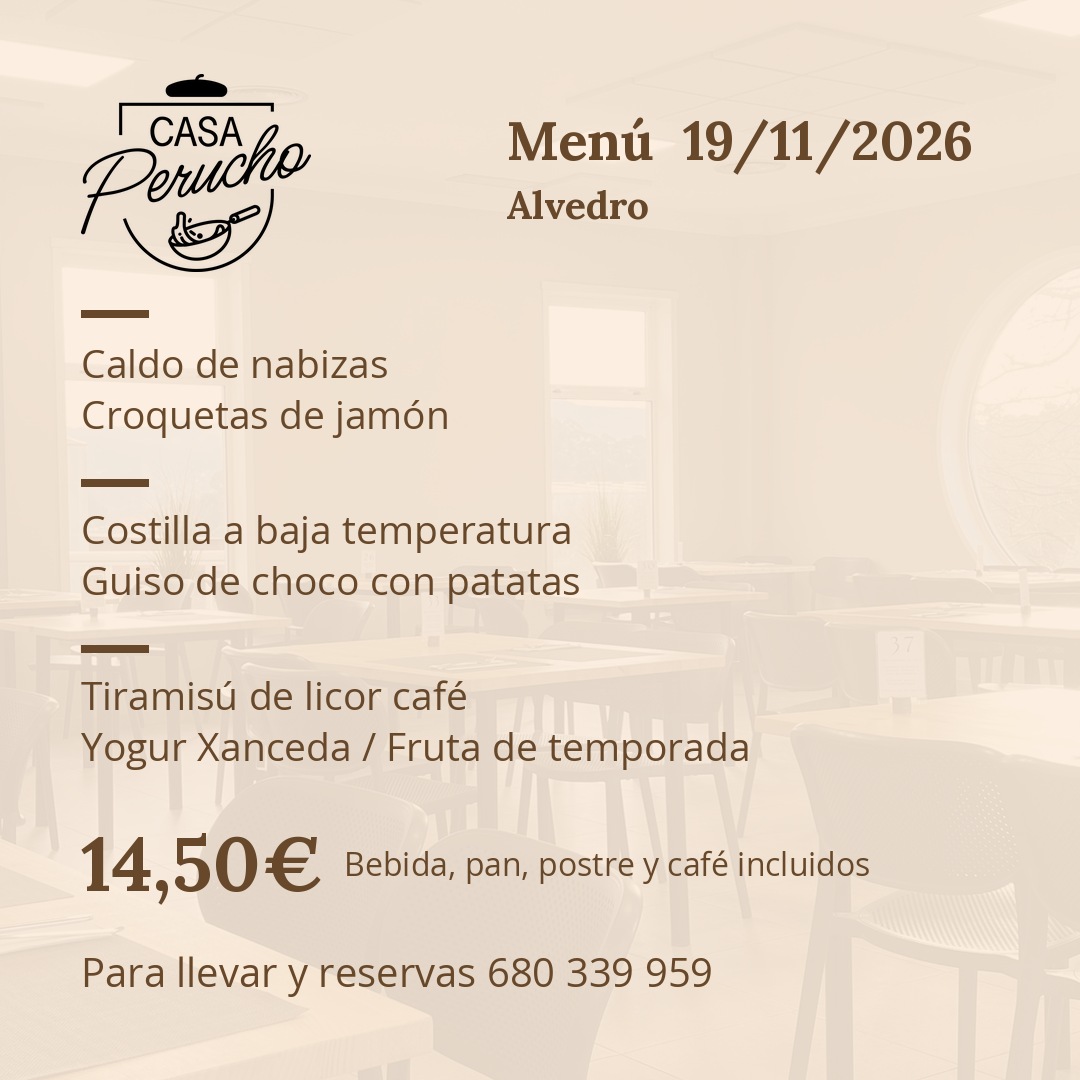 CASA
Perucho
Menú 19/11/2026
Alvedro
Caldo de nabizas
Croquetas de jamón
Costilla a baja temperatura
Guiso de choco con patatas
Tiramisú de licor café
Yogur Xanceda / Fruta de temporada
14,50€ Bebida, pan, postre y café incluidos
Para llevar y reservas 680 339 959
37